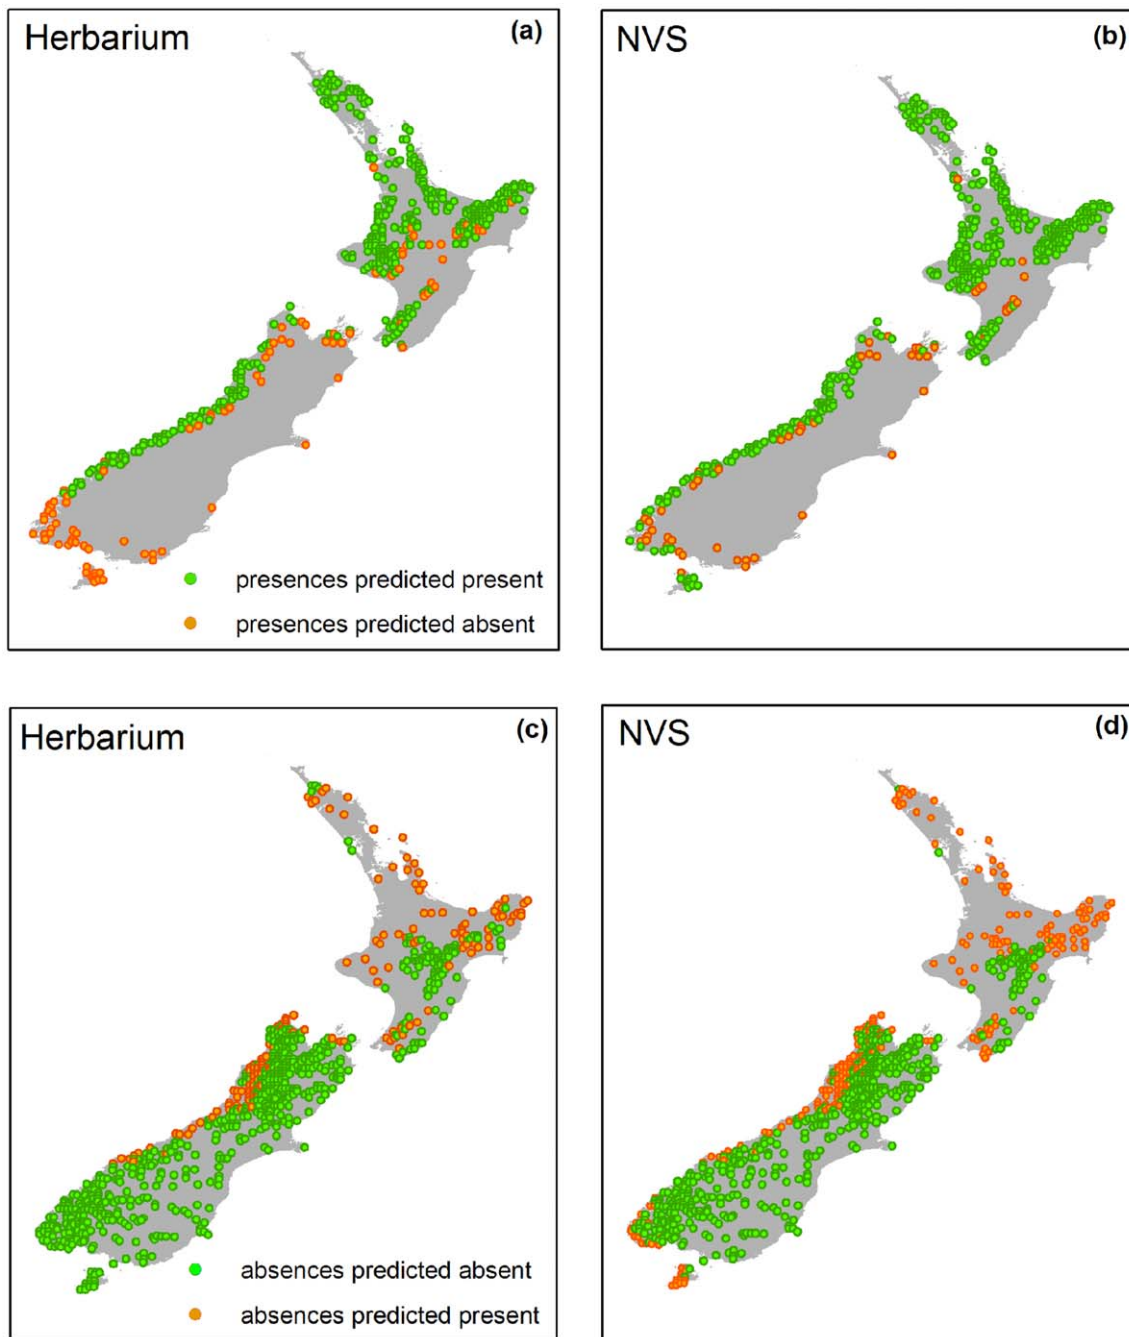 Herbarium (a)
NVS (b)
presences predicted present
presences predicted absent
Herbarium (c)
NVS (d)
absences predicted absent
absences predicted present